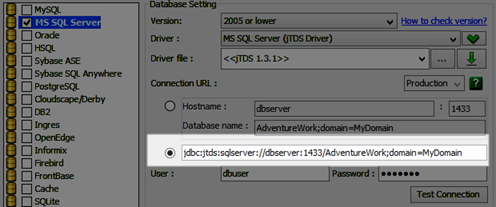 MySQL
MS SQL Server
Oracle
HSQL
Sybase ASE
Sybase SQL Anywhere
PostgreSQL
Cloudscape/Derby
DB2
Ingres
OpenEdge
Informix
Firebird
FrontBase
Cache
SQLite
Database Setting
Version: 2005 or lower How to check version?
Driver : MS SQL Server (jTDS Driver)
Driver file : <<jTDS 1.3.1>> ...
Connection URL : Production ?
Hostname : dbserver : 1433
Database name : AdventureWork;domain=MyDomain
jdbc:jtds:sqlserver://dbserver:1433/AdventureWork;domain=MyDomain
User : dbuser Password : ●●●●●●●
Test Connection